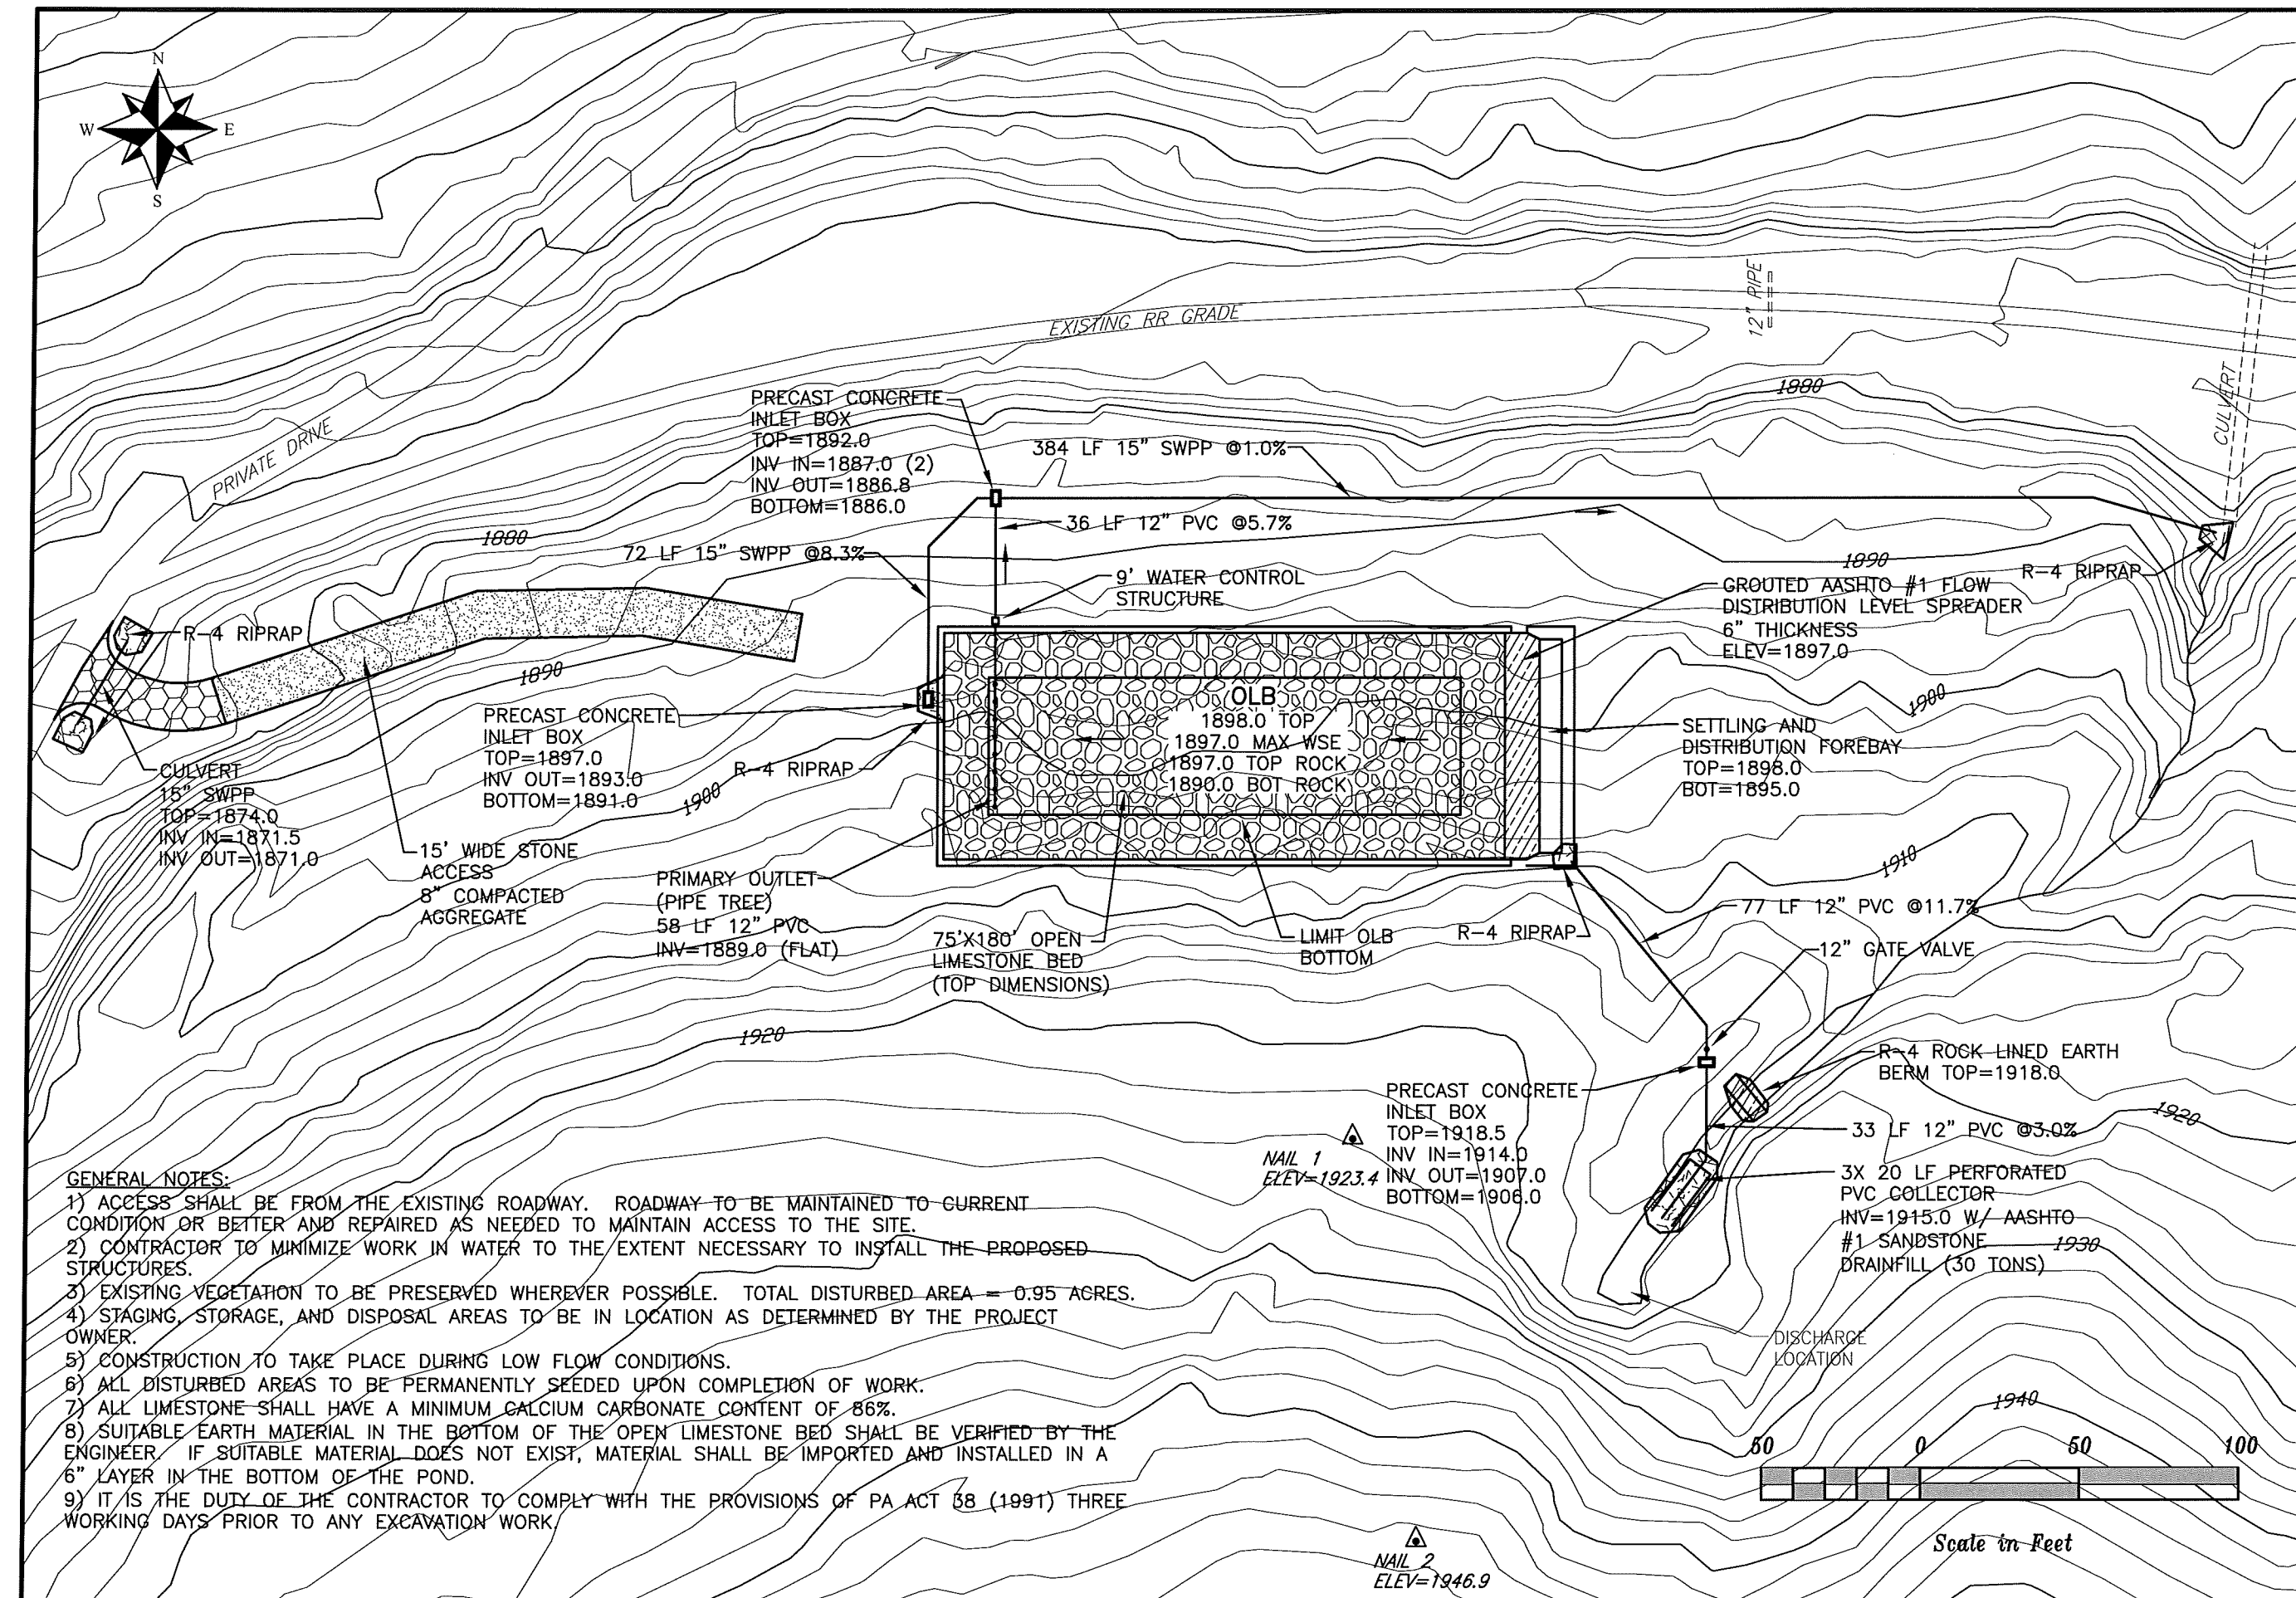 N
W
E
S
EXISTING RR GRADE
12" PIPE
CULVERT
PRIVATE DRIVE
1880
PRECAST CONCRETE
INLET BOX
TOP=1892.0
INV IN=1887.0 (2)
INV OUT=1886.8
BOTTOM=1886.0
384 LF 15" SWPP @1.0%
36 LF 12" PVC @5.7%
1880
72 LF 15" SWPP @8.3%
9' WATER CONTROL
STRUCTURE
1890
R-4 RIPRAP
GROUTED AASHTO #1 FLOW
DISTRIBUTION LEVEL SPREADER
6" THICKNESS
ELEV=1897.0
R-4 RIPRAP
1890
1900
OLB
1898.0 TOP
1897.0 MAX WSE
1897.0 TOP ROCK
1890.0 BOT ROCK
PRECAST CONCRETE
INLET BOX
TOP=1897.0
INV OUT=1893.0
BOTTOM=1891.0
SETTLING AND
DISTRIBUTION FOREBAY
TOP=1898.0
BOT=1895.0
R-4 RIPRAP
1900
CULVERT
15" SWPP
TOP=1874.0
INV IN=1871.5
INV OUT=1871.0
15' WIDE STONE
ACCESS
8" COMPACTED
AGGREGATE
1910
PRIMARY OUTLET
(PIPE TREE)
58 LF 12" PVC
INV=1889.0 (FLAT)
75'X180' OPEN
LIMESTONE BED
(TOP DIMENSIONS)
LIMIT OLB
BOTTOM
R-4 RIPRAP
77 LF 12" PVC @11.7%
12" GATE VALVE
1920
R-4 ROCK LINED EARTH
BERM TOP=1918.0
1920
PRECAST CONCRETE
INLET BOX
TOP=1918.5
INV IN=1914.0
INV OUT=1907.0
BOTTOM=1906.0
33 LF 12" PVC @3.0%
NAIL 1
ELEV=1923.4
3X 20 LF PERFORATED
PVC COLLECTOR
INV=1915.0 W/ AASHTO
#1 SANDSTONE
DRAINFILL (30 TONS)
1930
DISCHARGE
LOCATION
1940
GENERAL NOTES:
1) ACCESS SHALL BE FROM THE EXISTING ROADWAY. ROADWAY TO BE MAINTAINED TO CURRENT
CONDITION OR BETTER AND REPAIRED AS NEEDED TO MAINTAIN ACCESS TO THE SITE.
2) CONTRACTOR TO MINIMIZE WORK IN WATER TO THE EXTENT NECESSARY TO INSTALL THE PROPOSED
STRUCTURES.
3) EXISTING VEGETATION TO BE PRESERVED WHEREVER POSSIBLE. TOTAL DISTURBED AREA = 0.95 ACRES.
4) STAGING, STORAGE, AND DISPOSAL AREAS TO BE IN LOCATION AS DETERMINED BY THE PROJECT
OWNER.
5) CONSTRUCTION TO TAKE PLACE DURING LOW FLOW CONDITIONS.
6) ALL DISTURBED AREAS TO BE PERMANENTLY SEEDED UPON COMPLETION OF WORK.
7) ALL LIMESTONE SHALL HAVE A MINIMUM CALCIUM CARBONATE CONTENT OF 86%.
8) SUITABLE EARTH MATERIAL IN THE BOTTOM OF THE OPEN LIMESTONE BED SHALL BE VERIFIED BY THE
ENGINEER. IF SUITABLE MATERIAL DOES NOT EXIST, MATERIAL SHALL BE IMPORTED AND INSTALLED IN A
6" LAYER IN THE BOTTOM OF THE POND.
9) IT IS THE DUTY OF THE CONTRACTOR TO COMPLY WITH THE PROVISIONS OF PA ACT 38 (1991) THREE
WORKING DAYS PRIOR TO ANY EXCAVATION WORK.
50 0 50 100
Scale in Feet
NAIL 2
ELEV=1946.9